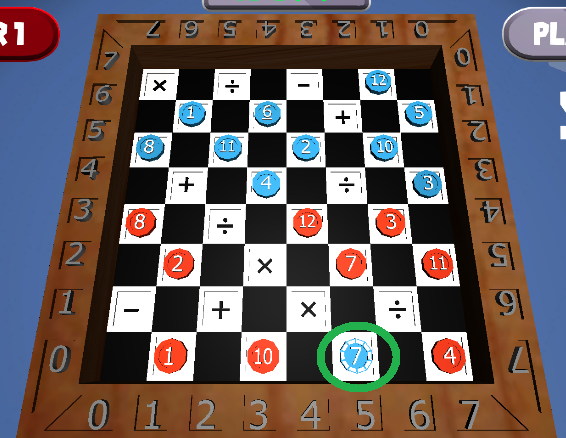 R1 PL
7 6 5 4 3 2 1 0
7 0
6 × ÷ − 12 1
1 6 + 5
5 2
8 11 2 10
4 3
+ 4 ÷ 3
3 8 ÷ 12 3 4
2 2 × 7 11 5
1 − + × ÷ 6
0 1 10 7 4 7
0 1 2 3 4 5 6 7